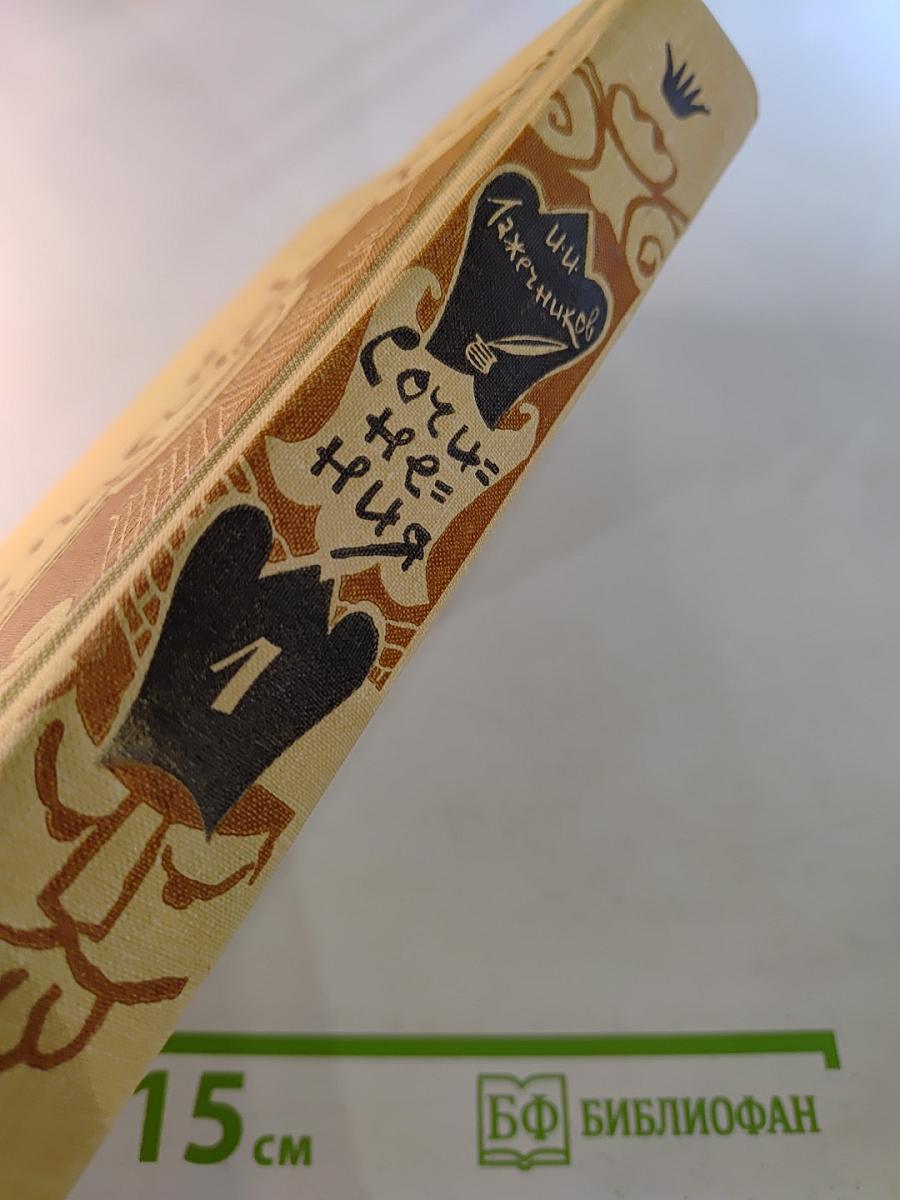 И.И.
Лажечников
Сочи=
не=
ния
1
15 см
БФ БИБЛИОФАН